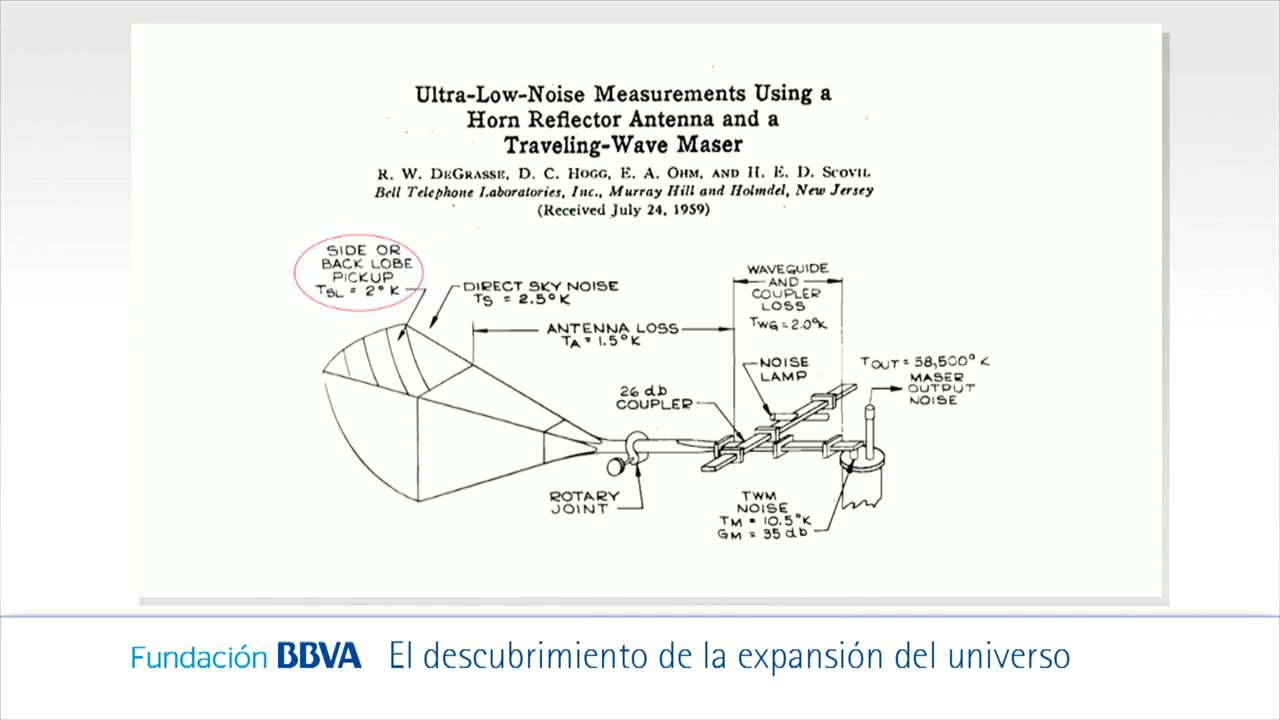 Ultra-Low-Noise Measurements Using a
Horn Reflector Antenna and a
Traveling-Wave Maser
R. W. DeGrasse, D. C. Hogg, E. A. Ohm, and H. E. D. Scovil
Bell Telephone Laboratories, Inc., Murray Hill and Holmdel, New Jersey
(Received July 24, 1959)
SIDE OR
BACK LOBE
PICKUP
TSL = 2° K
DIRECT SKY NOISE
TS = 2.5° K
ANTENNA LOSS
TA = 1.5° K
WAVEGUIDE
AND
COUPLER
LOSS
TWG = 2.0°K
NOISE
LAMP
26 db
COUPLER
TOUT = 58,500° K
MASER
OUTPUT
NOISE
ROTARY
JOINT
TWM
NOISE
TM = 10.5°K
GM = 35 db
Fundación BBVA El descubrimiento de la expansión del universo